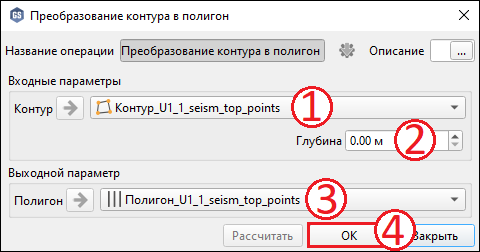 GS Преобразование контура в полигон
Название операции Преобразование контура в полигон Описание ...
Входные параметры
Контур Контур_U1_1_seism_top_points 1
Глубина 0.00 м 2
Выходной параметр
Полигон Полигон_U1_1_seism_top_points 3
Рассчитать OK 4 Закрыть